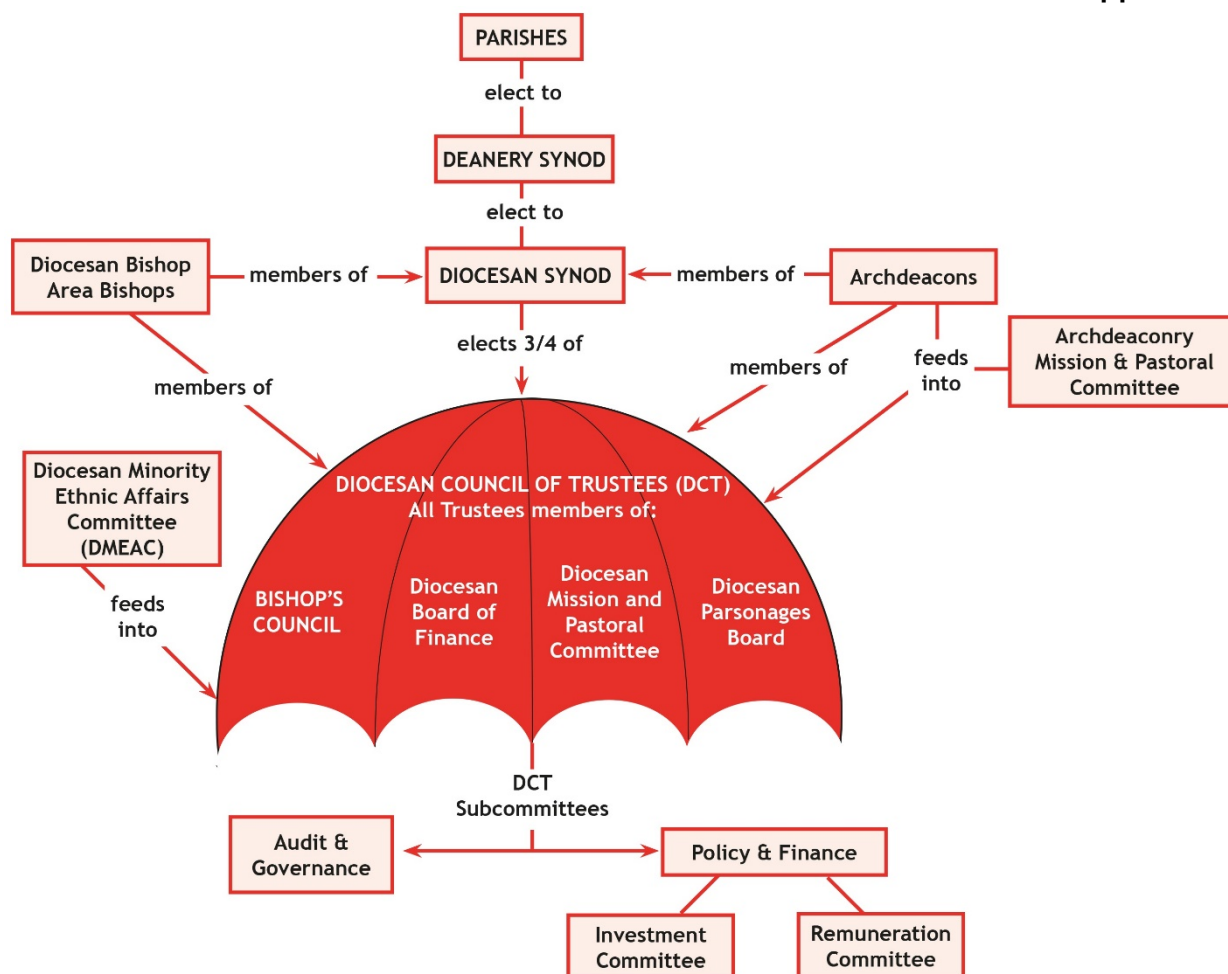 PARISHES
elect to
DEANERY SYNOD
elect to
Diocesan Bishop
Area Bishops
members of
DIOCESAN SYNOD
members of
Archdeacons
elects 3/4 of
members of
members of
feeds
into
Archdeaconry
Mission & Pastoral
Committee
Diocesan Minority
Ethnic Affairs
Committee
(DMEAC)
feeds
into
DIOCESAN COUNCIL OF TRUSTEES (DCT)
All Trustees members of:
BISHOP'S
COUNCIL
Diocesan
Board of
Finance
Diocesan
Mission and
Pastoral
Committee
Diocesan
Parsonages
Board
DCT
Subcommittees
Audit &
Governance
Policy & Finance
Investment
Committee
Remuneration
Committee